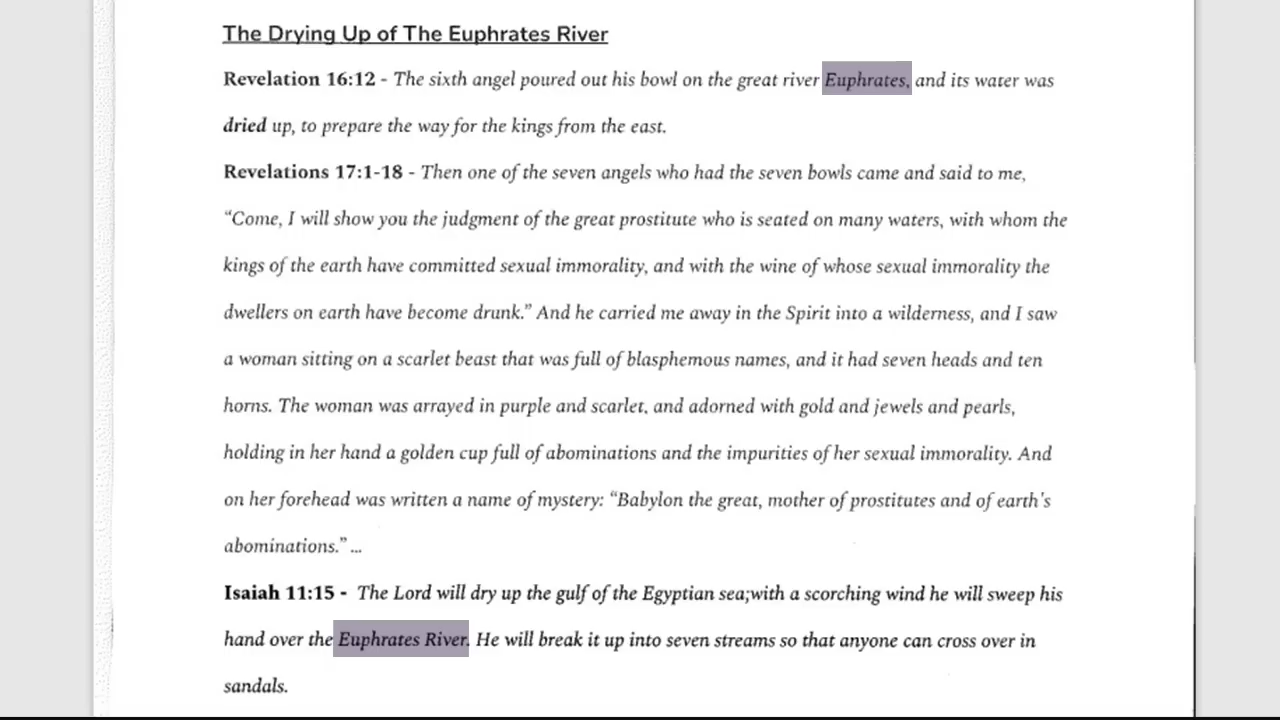 The Drying Up of The Euphrates River
Revelation 16:12 - The sixth angel poured out his bowl on the great river Euphrates, and its water was
dried up, to prepare the way for the kings from the east.
Revelations 17:1-18 - Then one of the seven angels who had the seven bowls came and said to me,
“Come, I will show you the judgment of the great prostitute who is seated on many waters, with whom the
kings of the earth have committed sexual immorality, and with the wine of whose sexual immorality the
dwellers on earth have become drunk.” And he carried me away in the Spirit into a wilderness, and I saw
a woman sitting on a scarlet beast that was full of blasphemous names, and it had seven heads and ten
horns. The woman was arrayed in purple and scarlet, and adorned with gold and jewels and pearls,
holding in her hand a golden cup full of abominations and the impurities of her sexual immorality. And
on her forehead was written a name of mystery: “Babylon the great, mother of prostitutes and of earth's
abominations.” ...
Isaiah 11:15 - The Lord will dry up the gulf of the Egyptian sea;with a scorching wind he will sweep his
hand over the Euphrates River. He will break it up into seven streams so that anyone can cross over in
sandals.